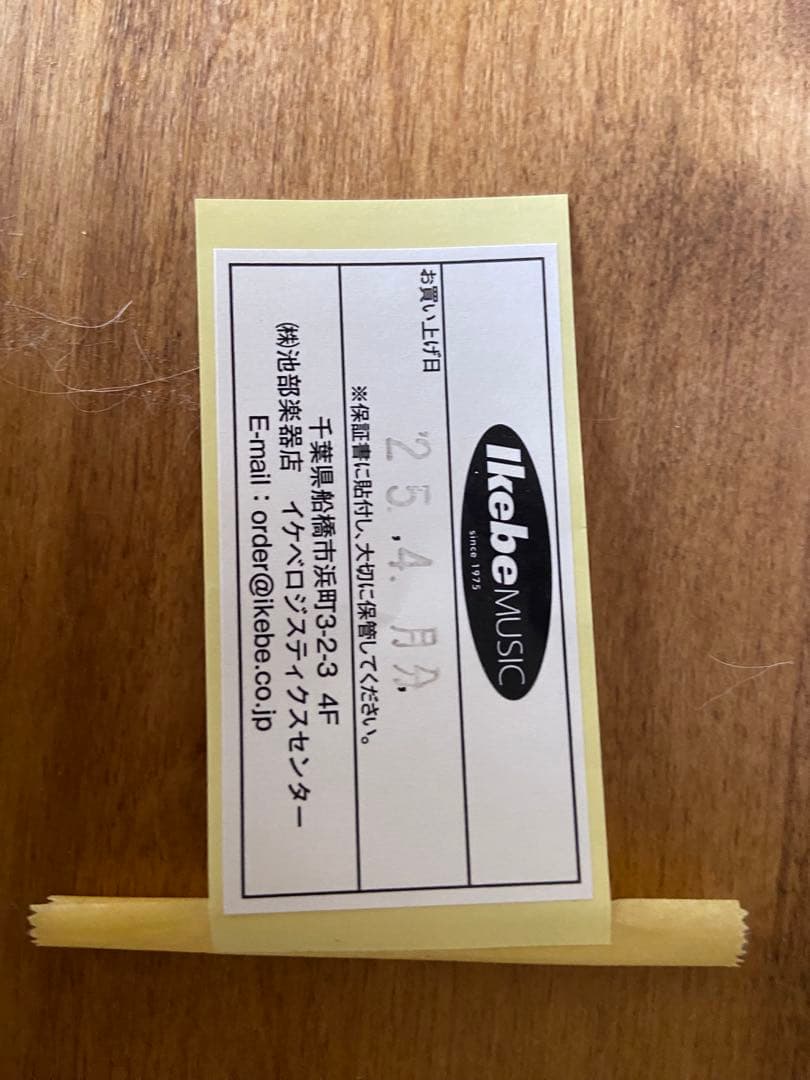 Ikebe MUSIC
since 1975
お買い上げ日
'25.4.月分
※保証書に貼付し、大切に保管してください。
千葉県船橋市浜町3-2-3 4F
㈱池部楽器店 イケベロジスティクスセンター
E-mail：order@ikebe.co.jp